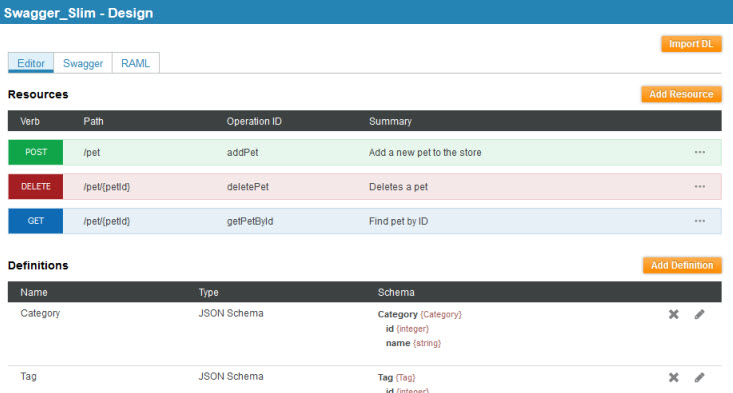 Swagger_Slim - Design
Import DL
Editor Swagger RAML
Resources Add Resource
Verb Path Operation ID Summary
POST /pet addPet Add a new pet to the store
DELETE /pet/{petId} deletePet Deletes a pet
GET /pet/{petId} getPetById Find pet by ID
Definitions Add Definition
Name Type Schema
Category JSON Schema Category {Category}
id {integer}
name {string}
Tag JSON Schema Tag {Tag}
id {integer}